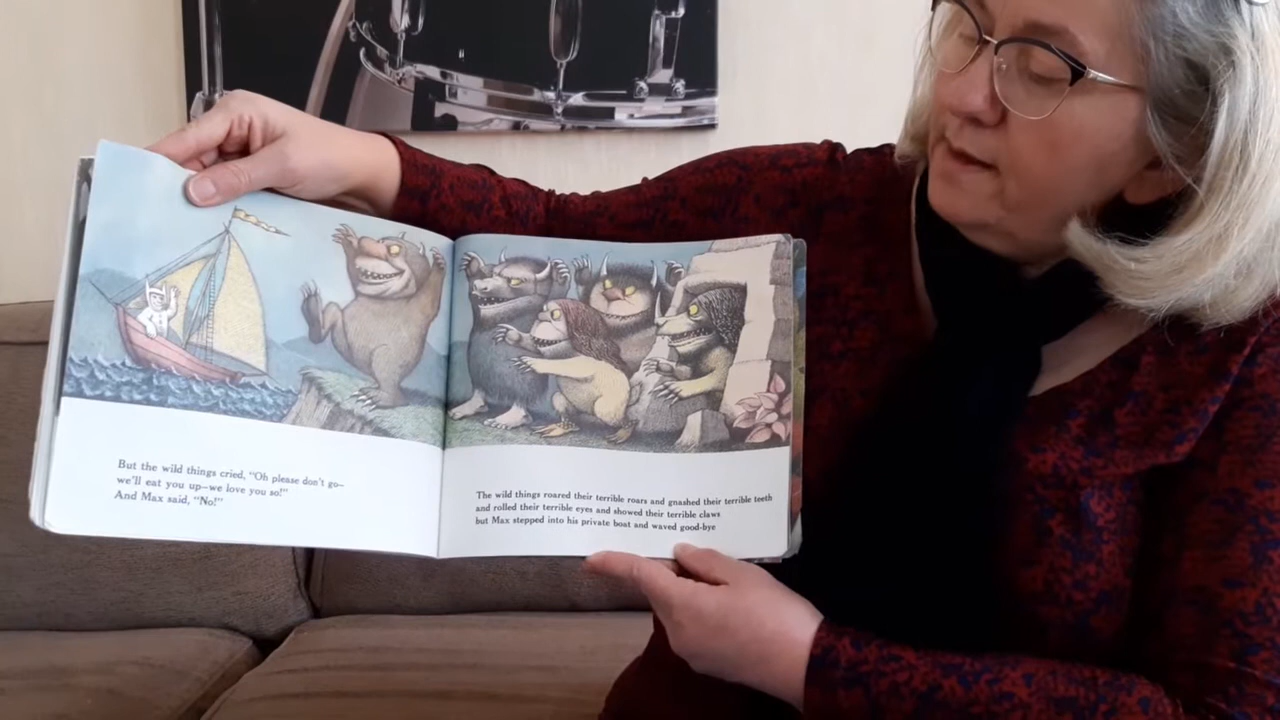 But the wild things cried, "Oh please don't go—
we'll eat you up—we love you so!"
And Max said, "No!"
The wild things roared their terrible roars and gnashed their terrible teeth
and rolled their terrible eyes and showed their terrible claws
but Max stepped into his private boat and waved good-bye